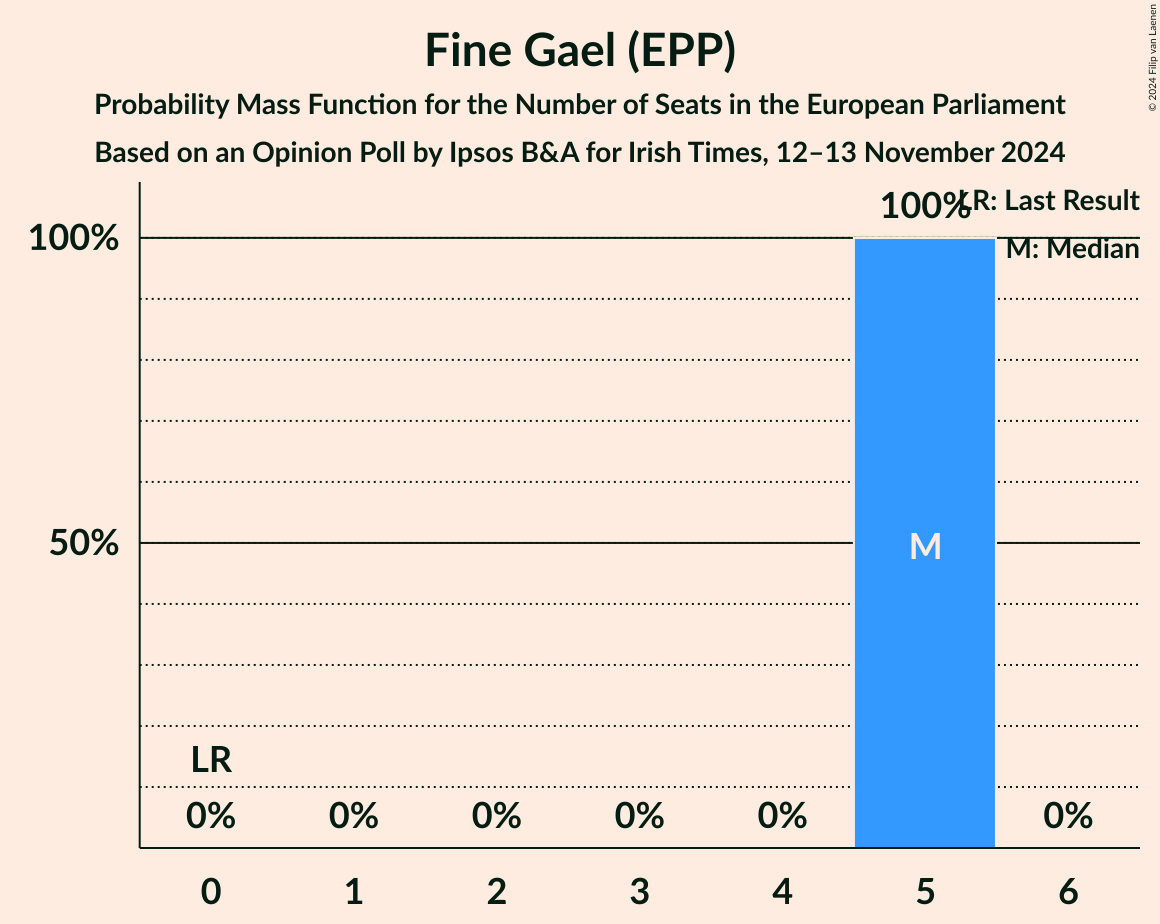 Fine Gael (EPP)
Probability Mass Function for the Number of Seats in the European Parliament
Based on an Opinion Poll by Ipsos B&A for Irish Times, 12–13 November 2024
© 2024 Filip van Laenen
100%
LR: Last Result
100%
M: Median
50%
M
LR
0%
0%
0%
0%
0%
0%
0
1
2
3
4
5
6